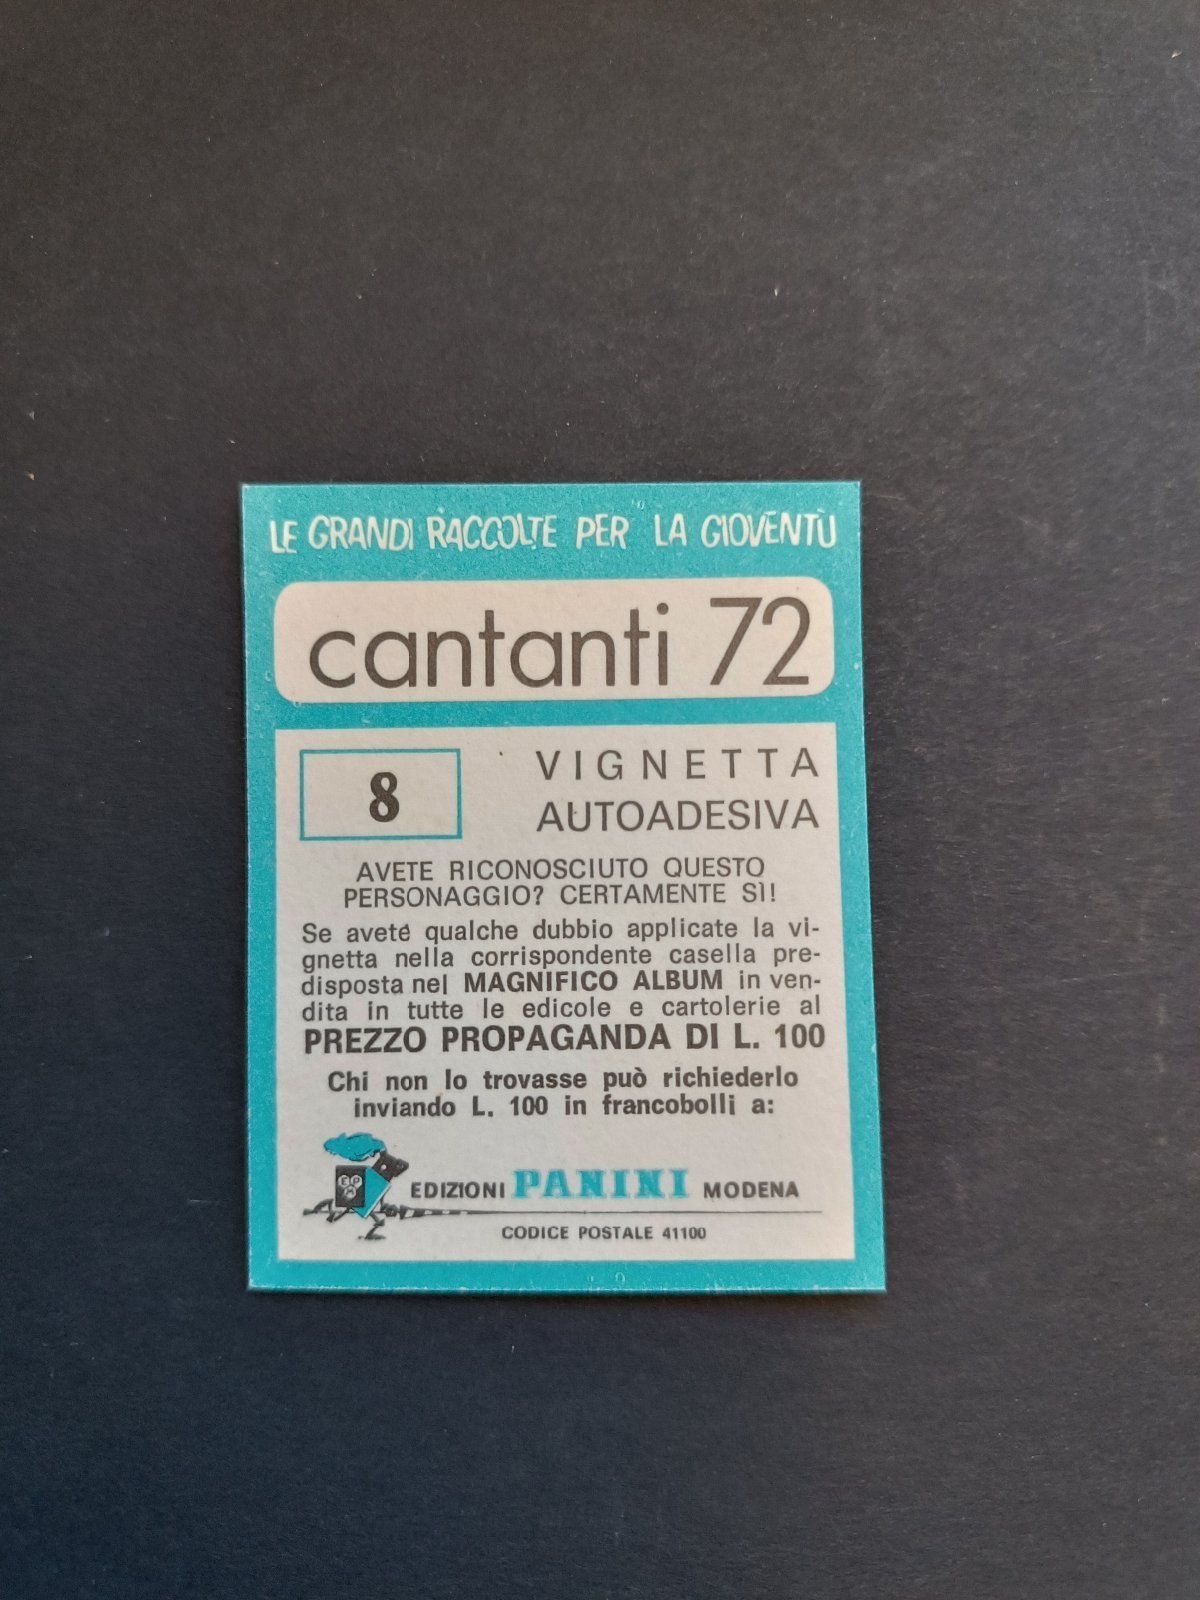 LE GRANDI RACCOLTE PER LA GIOVENTÙ
cantanti 72
8
VIGNETTA
AUTOADESIVA
AVETE RICONOSCIUTO QUESTO
PERSONAGGIO? CERTAMENTE SÌ!
Se avete qualche dubbio applicate la vi-
gnetta nella corrispondente casella pre-
disposta nel MAGNIFICO ALBUM in ven-
dita in tutte le edicole e cartolerie al
PREZZO PROPAGANDA DI L. 100
Chi non lo trovasse può richiederlo
inviando L. 100 in francobolli a:
EPM
EDIZIONI PANINI MODENA
CODICE POSTALE 41100